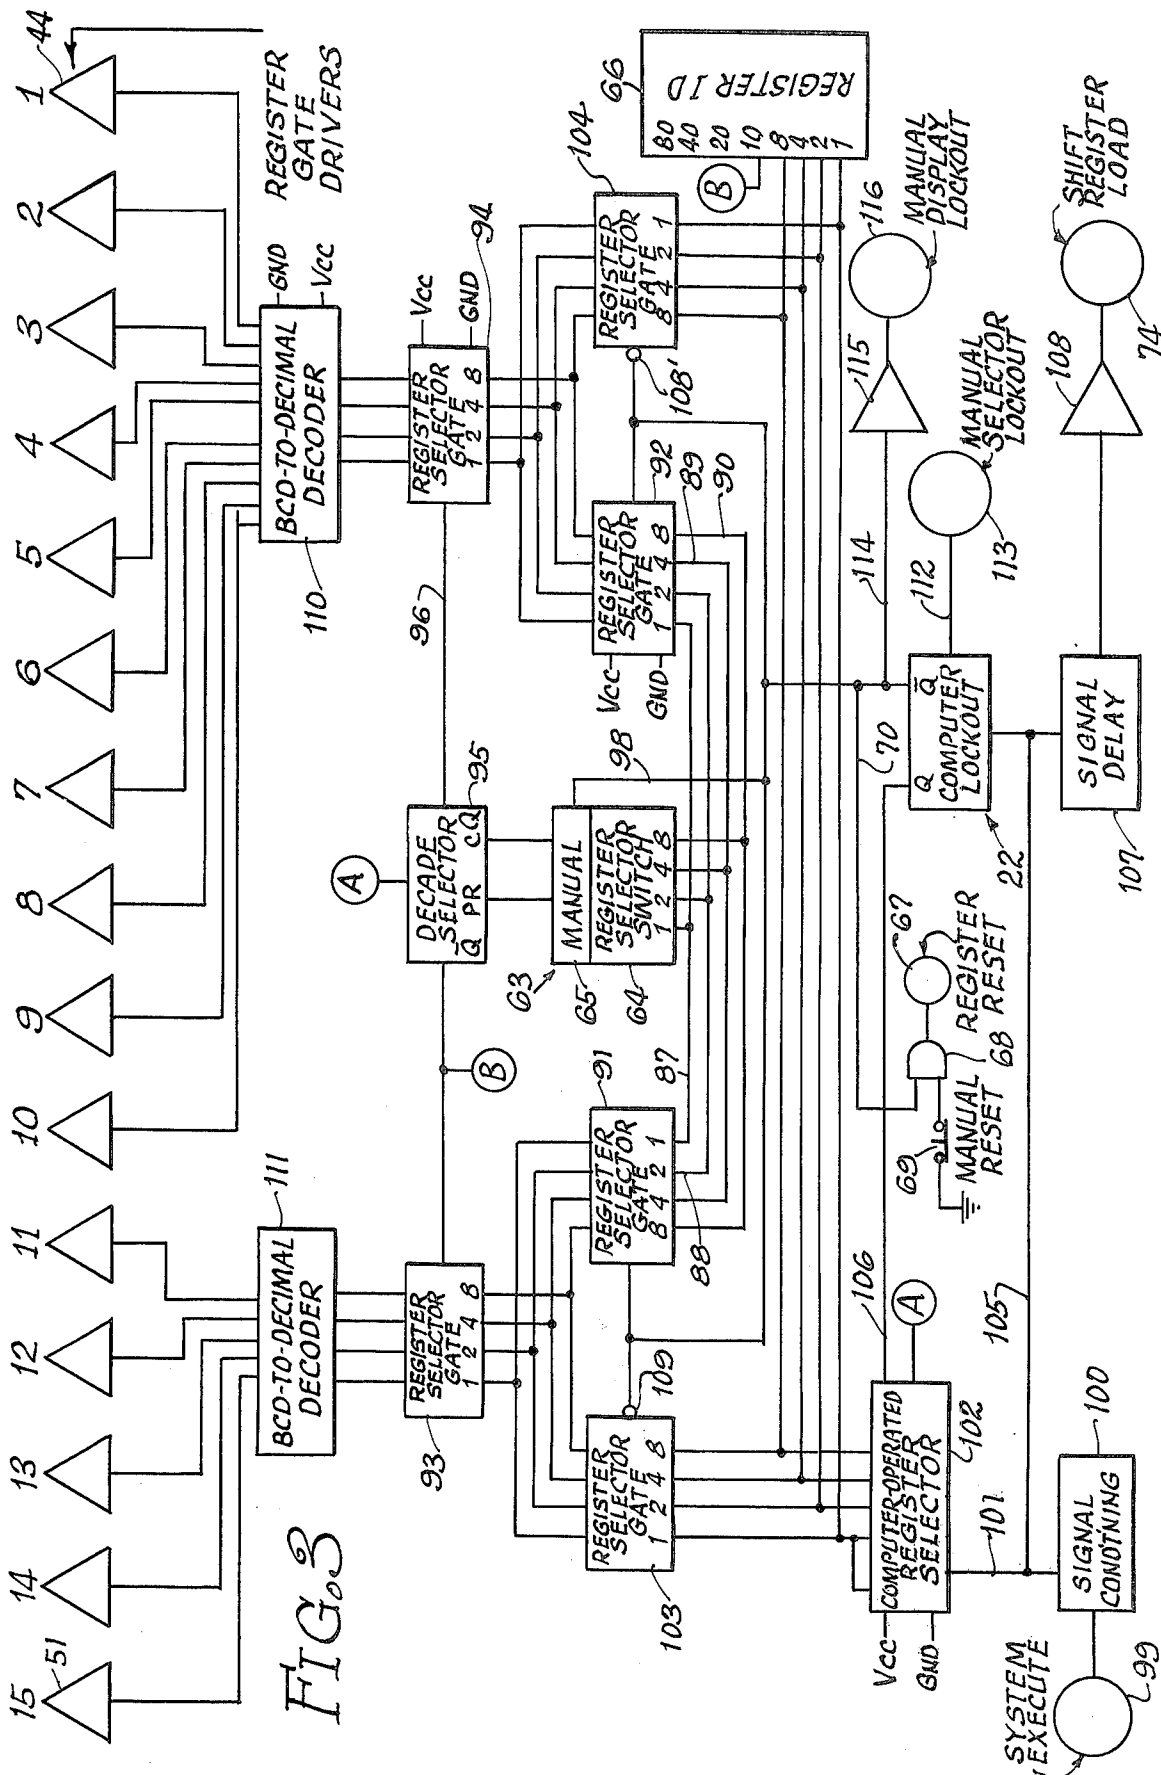 1
44
2
3
4
5
6
7
8
9
10
11
12
13
14
15
51
REGISTER
GATE
DRIVERS
GND
Vcc
BCD-TO-DECIMAL
DECODER
110
BCD-TO-DECIMAL
DECODER
111
FIG. 3
Vcc
GND
94
REGISTER
SELECTOR
GATE
1 2 4 8
96
A
DECADE
SELECTOR
Q̅ PR CQ
95
B
REGISTER
SELECTOR
GATE
1 2 4 8
93
66
REGISTER ID
80
40
20
10
8
4
2
1
B
104
REGISTER
SELECTOR
GATE
8 4 2 1
108'
92
REGISTER
SELECTOR
GATE
1 2 4 8
Vcc
GND
89
90
98
MANUAL
REGISTER
SELECTOR
SWITCH
1 2 4 8
63
65
64
87
91
REGISTER
SELECTOR
GATE
8 4 2 1
88
109
REGISTER
SELECTOR
GATE
1 2 4 8
103
116
MANUAL
DISPLAY
LOCKOUT
115
114
MANUAL
SELECTOR
LOCKOUT
113
112
Q Q̅
COMPUTER
LOCKOUT
22
70
67
REGISTER
RESET
68
MANUAL
RESET
69
106
A
COMPUTER-OPERATED
REGISTER
SELECTOR
102
Vcc
GND
101
105
SHIFT
REGISTER
LOAD
74
108
SIGNAL
DELAY
107
100
SIGNAL
CONDTNING
SYSTEM
EXECUTE
99